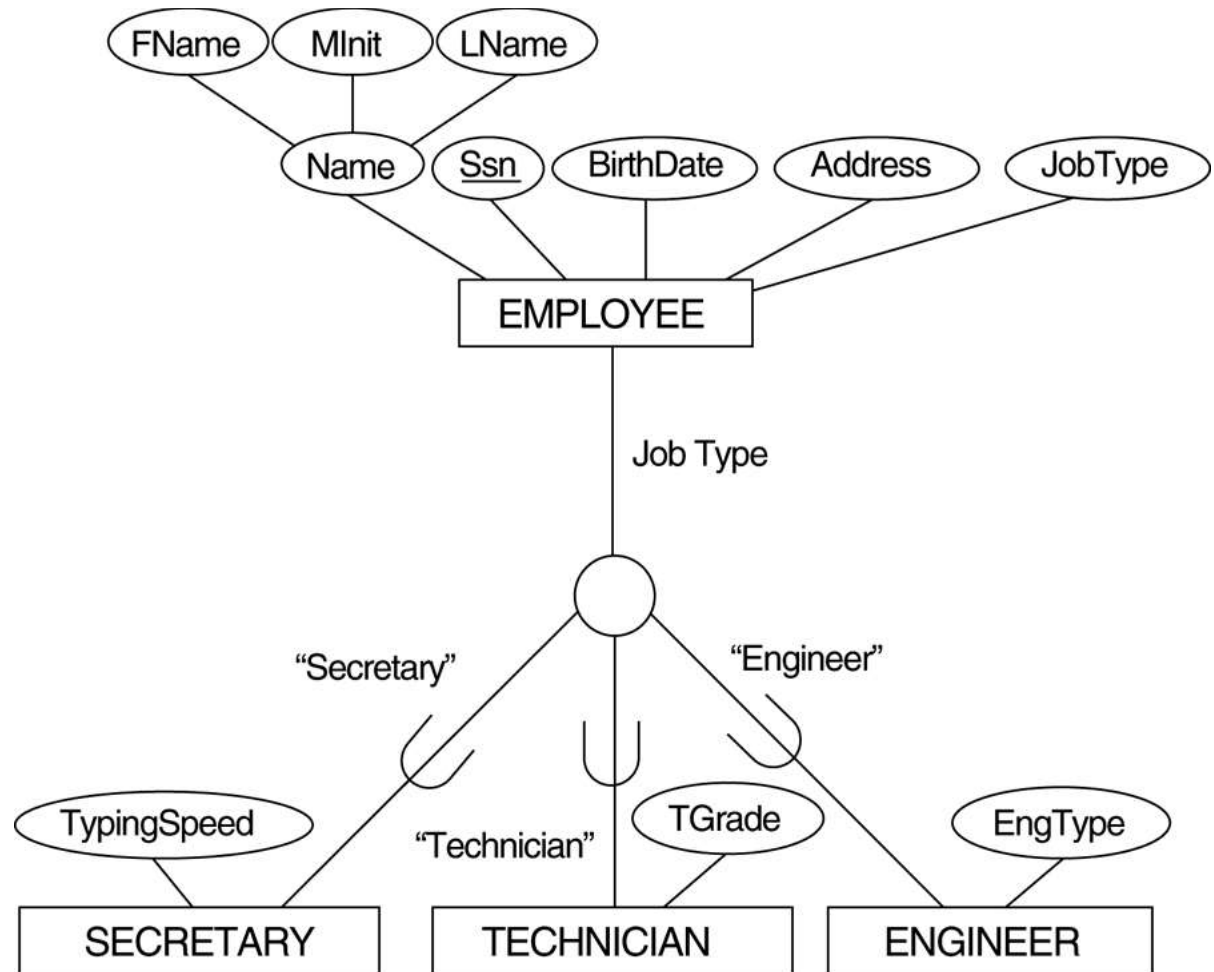 FName MInit LName
Name Ssn BirthDate Address JobType
EMPLOYEE
Job Type
“Secretary” “Engineer”
TypingSpeed “Technician” TGrade EngType
SECRETARY TECHNICIAN ENGINEER